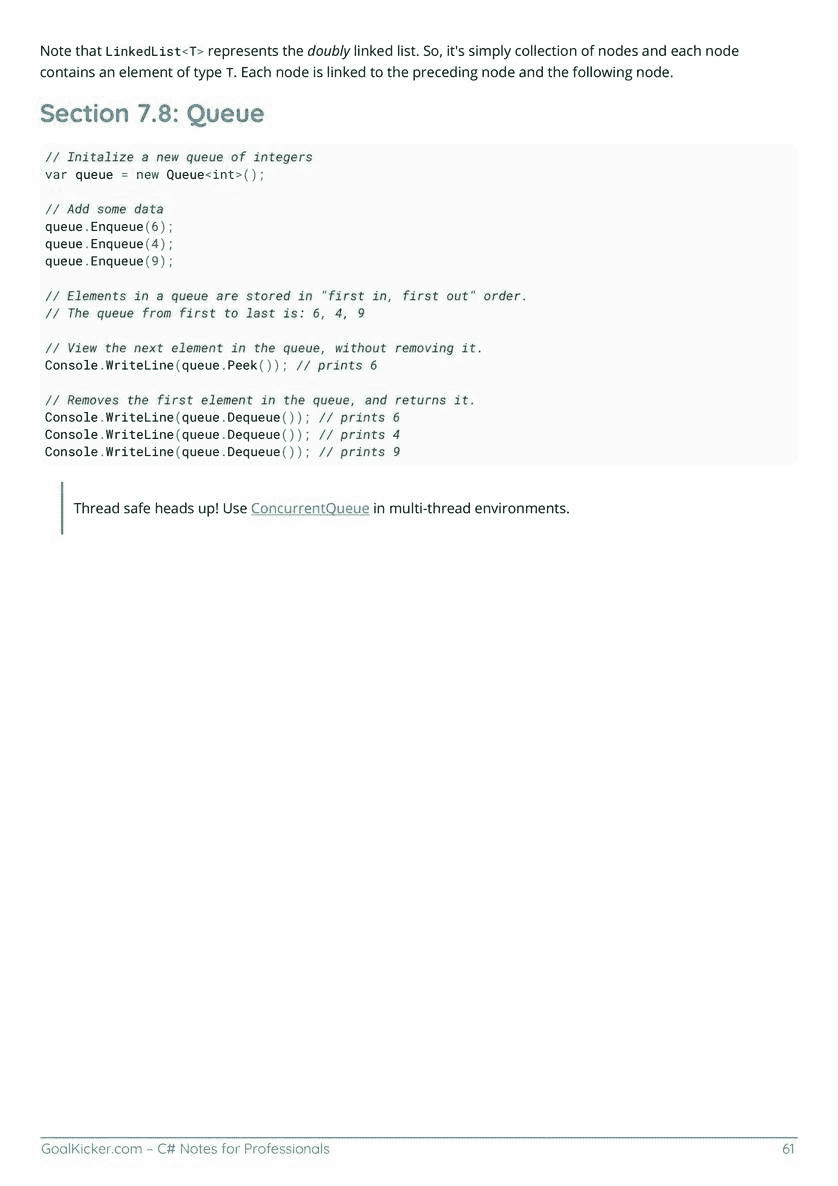 Note that LinkedList<T> represents the doubly linked list. So, it's simply collection of nodes and each node
contains an element of type T. Each node is linked to the preceding node and the following node.
Section 7.8: Queue
// Initalize a new queue of integers
var queue = new Queue<int>();
// Add some data
queue.Enqueue(6);
queue.Enqueue(4);
queue.Enqueue(9);
// Elements in a queue are stored in "first in, first out" order.
// The queue from first to last is: 6, 4, 9
// View the next element in the queue, without removing it.
Console.WriteLine(queue.Peek()); // prints 6
// Removes the first element in the queue, and returns it.
Console.WriteLine(queue.Dequeue()); // prints 6
Console.WriteLine(queue.Dequeue()); // prints 4
Console.WriteLine(queue.Dequeue()); // prints 9
Thread safe heads up! Use ConcurrentQueue in multi-thread environments.
GoalKicker.com – C# Notes for Professionals
61